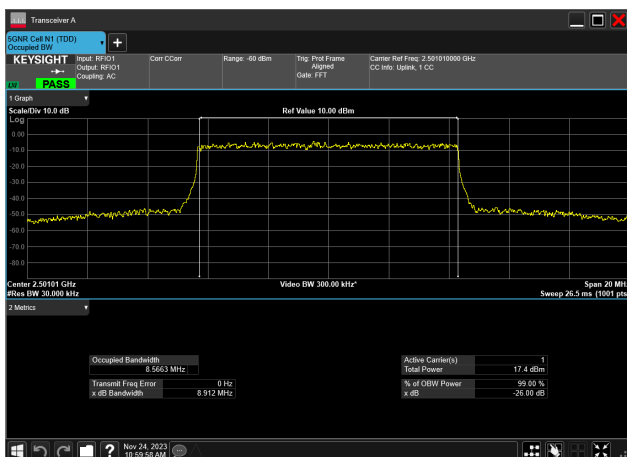 Transceiver A
5GNR Cell N1 (TDD)
Occupied BW
KEYSIGHT
Input: RFIO1
Output: RFIO1
Coupling: AC
Corr CCorr
Range: -60 dBm
Trig: Prot Frame
Aligned
Gate: FFT
Carrier Ref Freq: 2.501010000 GHz
CC Info: Uplink, 1 CC
PASS
1 Graph
Scale/Div 10.0 dB
Ref Value 10.00 dBm
Log
0.00
-10.0
-20.0
-30.0
-40.0
-50.0
-60.0
-70.0
-80.0
Center 2.50101 GHz
Video BW 300.00 kHz*
Span 20 MHz
#Res BW 30.000 kHz
Sweep 26.5 ms (1001 pts
2 Metrics
Occupied Bandwidth
8.5663 MHz
Transmit Freq Error 0 Hz
x dB Bandwidth 8.912 MHz
Active Carrier(s) 1
Total Power 17.4 dBm
% of OBW Power 99.00 %
x dB -26.00 dB
Nov 24, 2023
10:59:58 AM